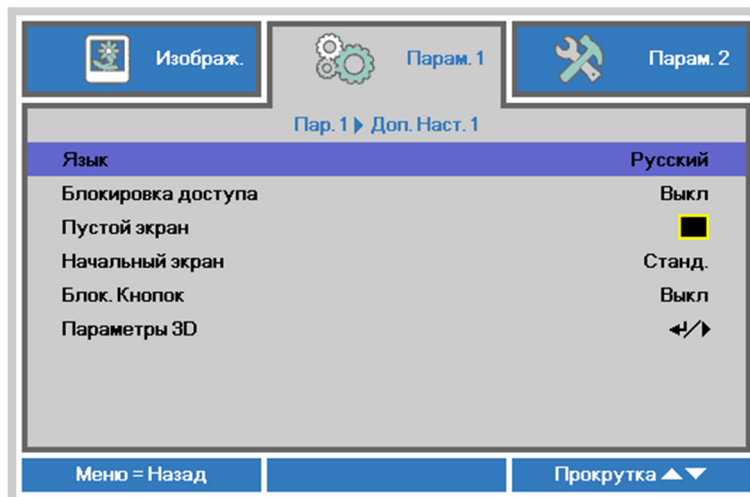 Изображ.
Парам. 1
Парам. 2
Пар. 1 Доп. Наст. 1
Язык Русский
Блокировка доступа Выкл
Пустой экран
Начальный экран Станд.
Блок. Кнопок Выкл
Параметры 3D
Меню = Назад
Прокрутка